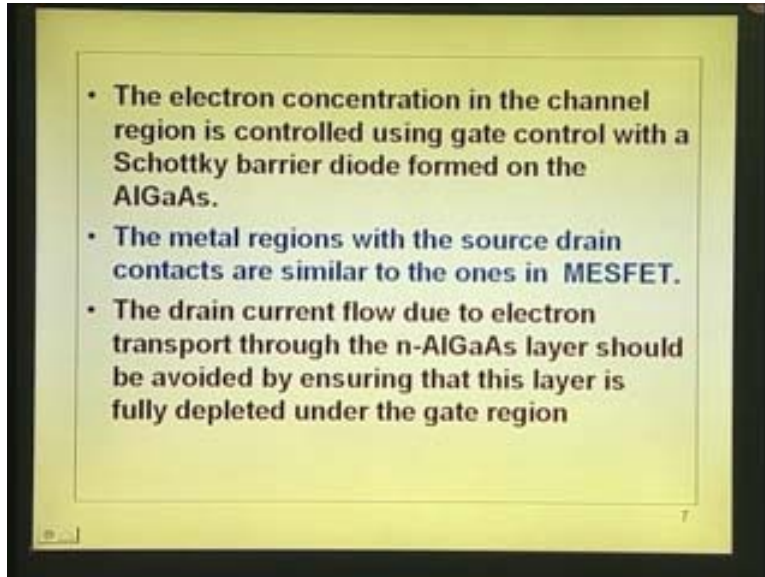 • The electron concentration in the channel
region is controlled using gate control with a
Schottky barrier diode formed on the
AlGaAs.
• The metal regions with the source drain
contacts are similar to the ones in MESFET.
• The drain current flow due to electron
transport through the n-AlGaAs layer should
be avoided by ensuring that this layer is
fully depleted under the gate region
7